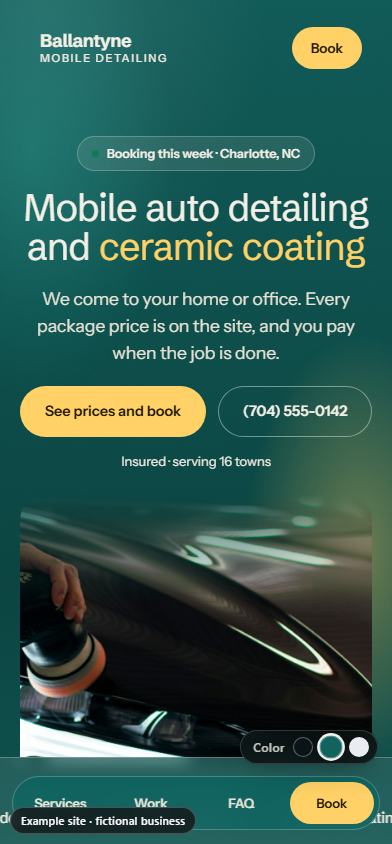 Ballantyne
MOBILE DETAILING
Book
Booking this week · Charlotte, NC
Mobile auto detailing
and ceramic coating
We come to your home or office. Every
package price is on the site, and you pay
when the job is done.
See prices and book
(704) 555-0142
Insured · serving 16 towns
Color
Services
Work
FAQ
Book
Example site · fictional business